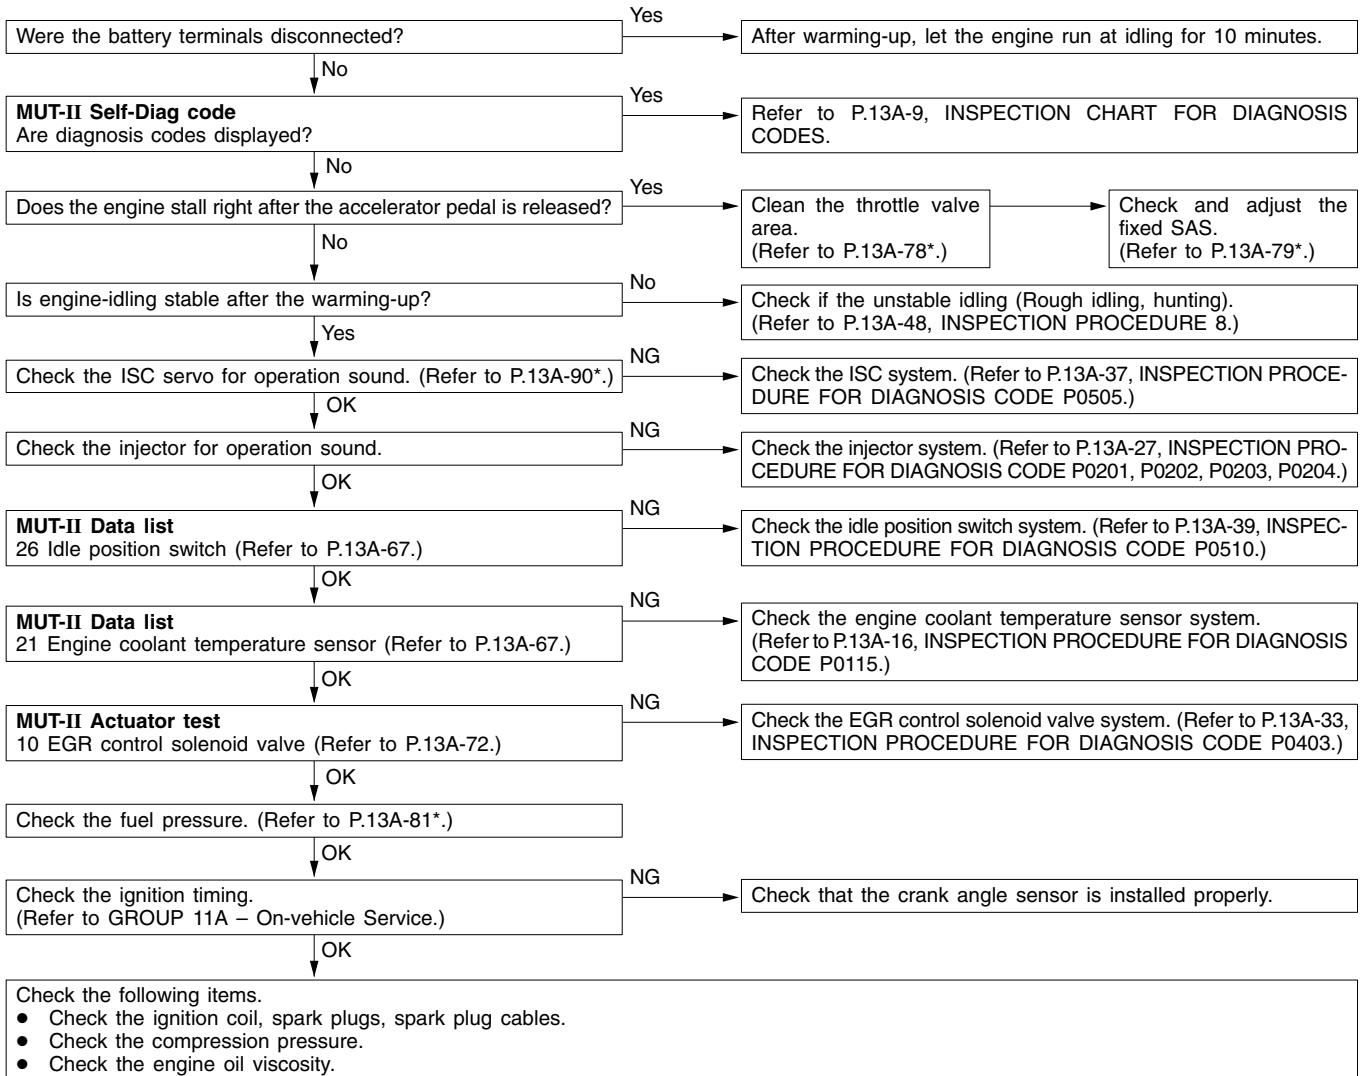 Were the battery terminals disconnected?
Yes
After warming-up, let the engine run at idling for 10 minutes.
No
MUT-II Self-Diag code
Are diagnosis codes displayed?
Yes
Refer to P.13A-9, INSPECTION CHART FOR DIAGNOSIS
CODES.
No
Does the engine stall right after the accelerator pedal is released?
Yes
Clean the throttle valve
area.
(Refer to P.13A-78*.)
Check and adjust the
fixed SAS.
(Refer to P.13A-79*.)
No
Is engine-idling stable after the warming-up?
No
Check if the unstable idling (Rough idling, hunting).
(Refer to P.13A-48, INSPECTION PROCEDURE 8.)
Yes
Check the ISC servo for operation sound. (Refer to P.13A-90*.)
NG
Check the ISC system. (Refer to P.13A-37, INSPECTION PROCE-
DURE FOR DIAGNOSIS CODE P0505.)
OK
Check the injector for operation sound.
NG
Check the injector system. (Refer to P.13A-27, INSPECTION PRO-
CEDURE FOR DIAGNOSIS CODE P0201, P0202, P0203, P0204.)
OK
MUT-II Data list
26 Idle position switch (Refer to P.13A-67.)
NG
Check the idle position switch system. (Refer to P.13A-39, INSPEC-
TION PROCEDURE FOR DIAGNOSIS CODE P0510.)
OK
MUT-II Data list
21 Engine coolant temperature sensor (Refer to P.13A-67.)
NG
Check the engine coolant temperature sensor system.
(Refer to P.13A-16, INSPECTION PROCEDURE FOR DIAGNOSIS
CODE P0115.)
OK
MUT-II Actuator test
10 EGR control solenoid valve (Refer to P.13A-72.)
NG
Check the EGR control solenoid valve system. (Refer to P.13A-33,
INSPECTION PROCEDURE FOR DIAGNOSIS CODE P0403.)
OK
Check the fuel pressure. (Refer to P.13A-81*.)
OK
Check the ignition timing.
(Refer to GROUP 11A – On-vehicle Service.)
NG
Check that the crank angle sensor is installed properly.
OK
Check the following items.
● Check the ignition coil, spark plugs, spark plug cables.
● Check the compression pressure.
● Check the engine oil viscosity.